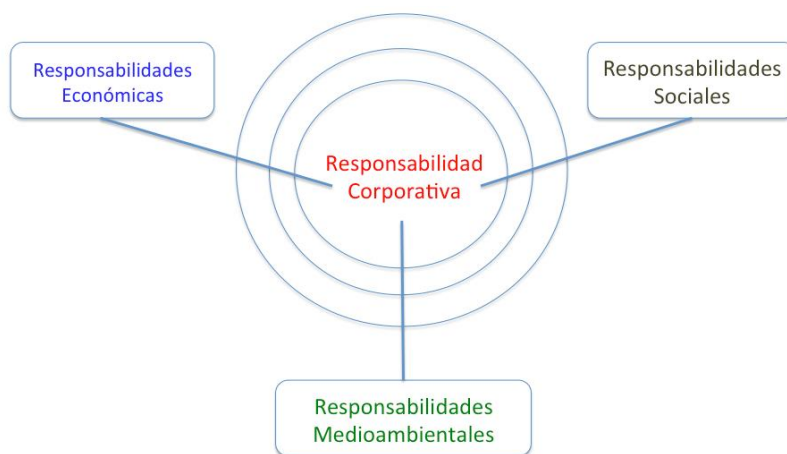 Responsabilidades
Económicas
Responsabilidades
Sociales
Responsabilidad
Corporativa
Responsabilidades
Medioambientales